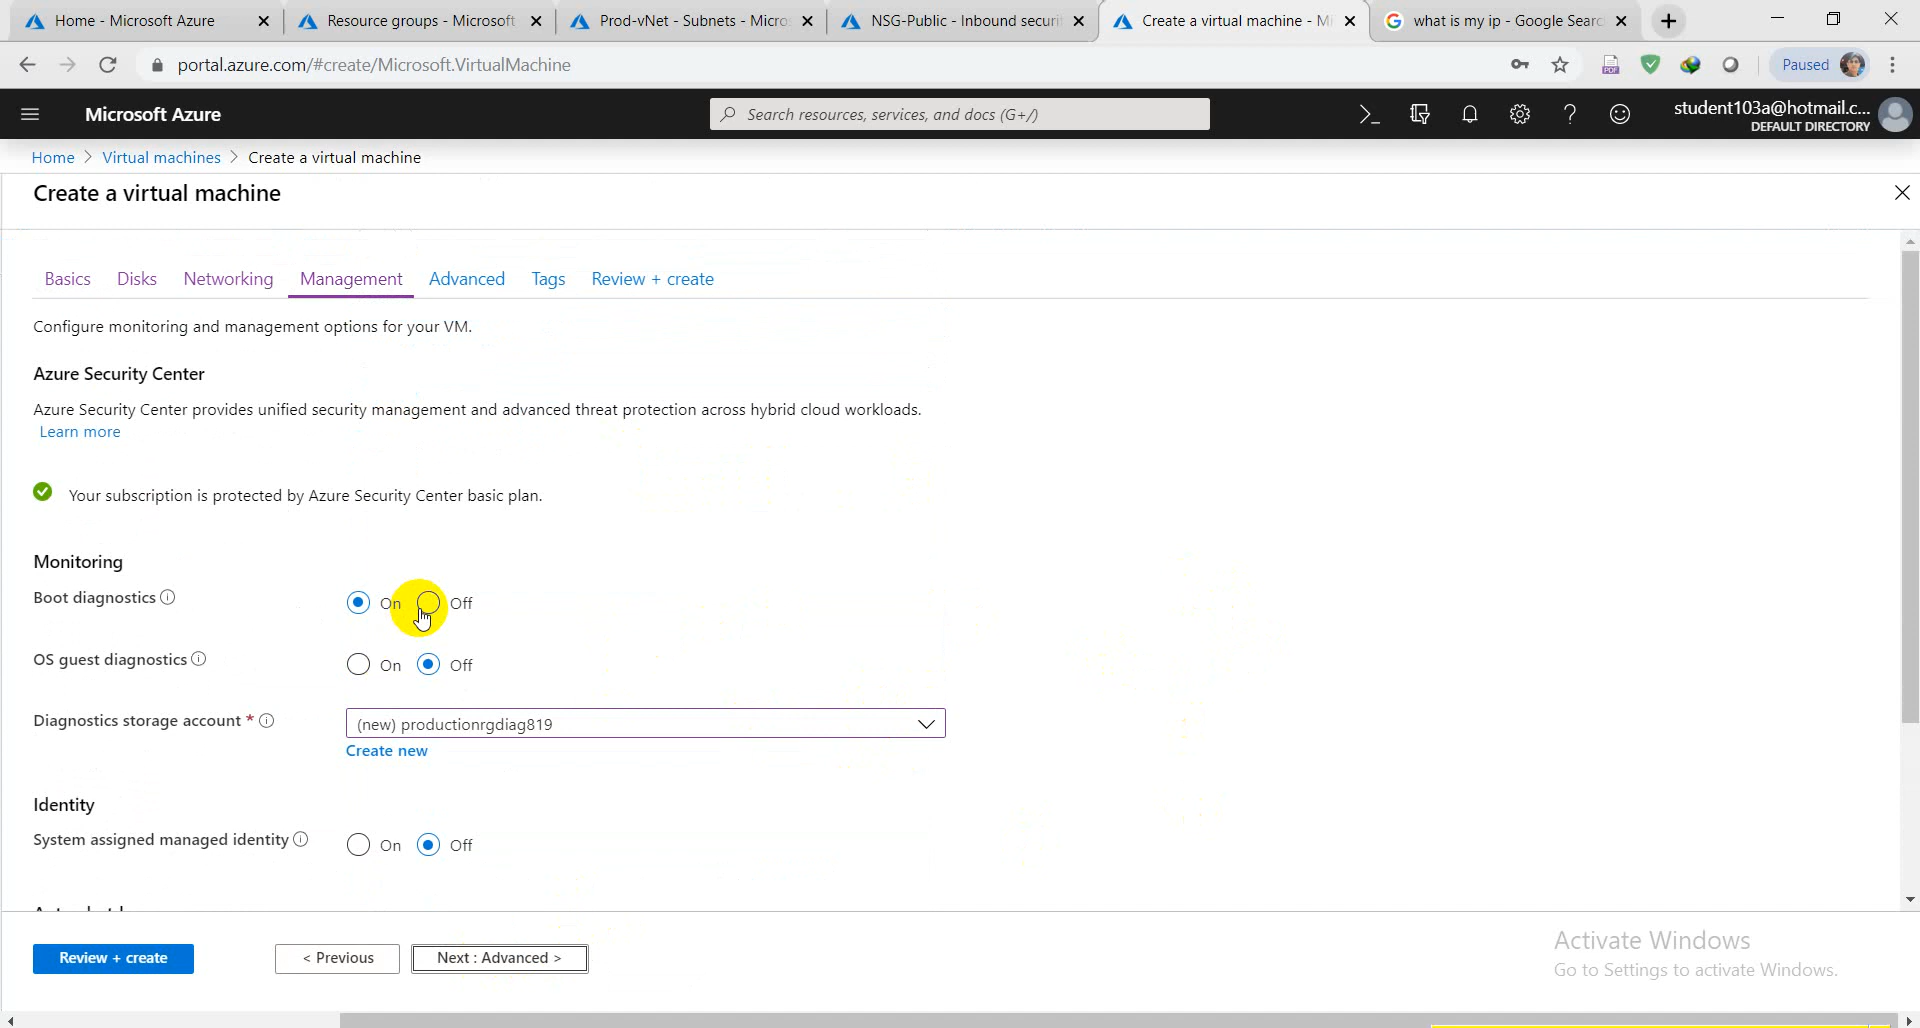 Home - Microsoft Azure
Resource groups - Microsoft
Prod-vNet - Subnets - Micros
NSG-Public - Inbound securit
Create a virtual machine - Mi
what is my ip - Google Searc
portal.azure.com/#create/Microsoft.VirtualMachine
PDF
Paused
Microsoft Azure
Search resources, services, and docs (G+/)
student103a@hotmail.c...
DEFAULT DIRECTORY
Home > Virtual machines > Create a virtual machine
Create a virtual machine
Basics Disks Networking Management Advanced Tags Review + create
Configure monitoring and management options for your VM.
Azure Security Center
Azure Security Center provides unified security management and advanced threat protection across hybrid cloud workloads.
Learn more
Your subscription is protected by Azure Security Center basic plan.
Monitoring
Boot diagnostics On Off
OS guest diagnostics On Off
Diagnostics storage account * (new) productionrgdiag819
Create new
Identity
System assigned managed identity On Off
Review + create < Previous Next : Advanced >
Activate Windows
Go to Settings to activate Windows.